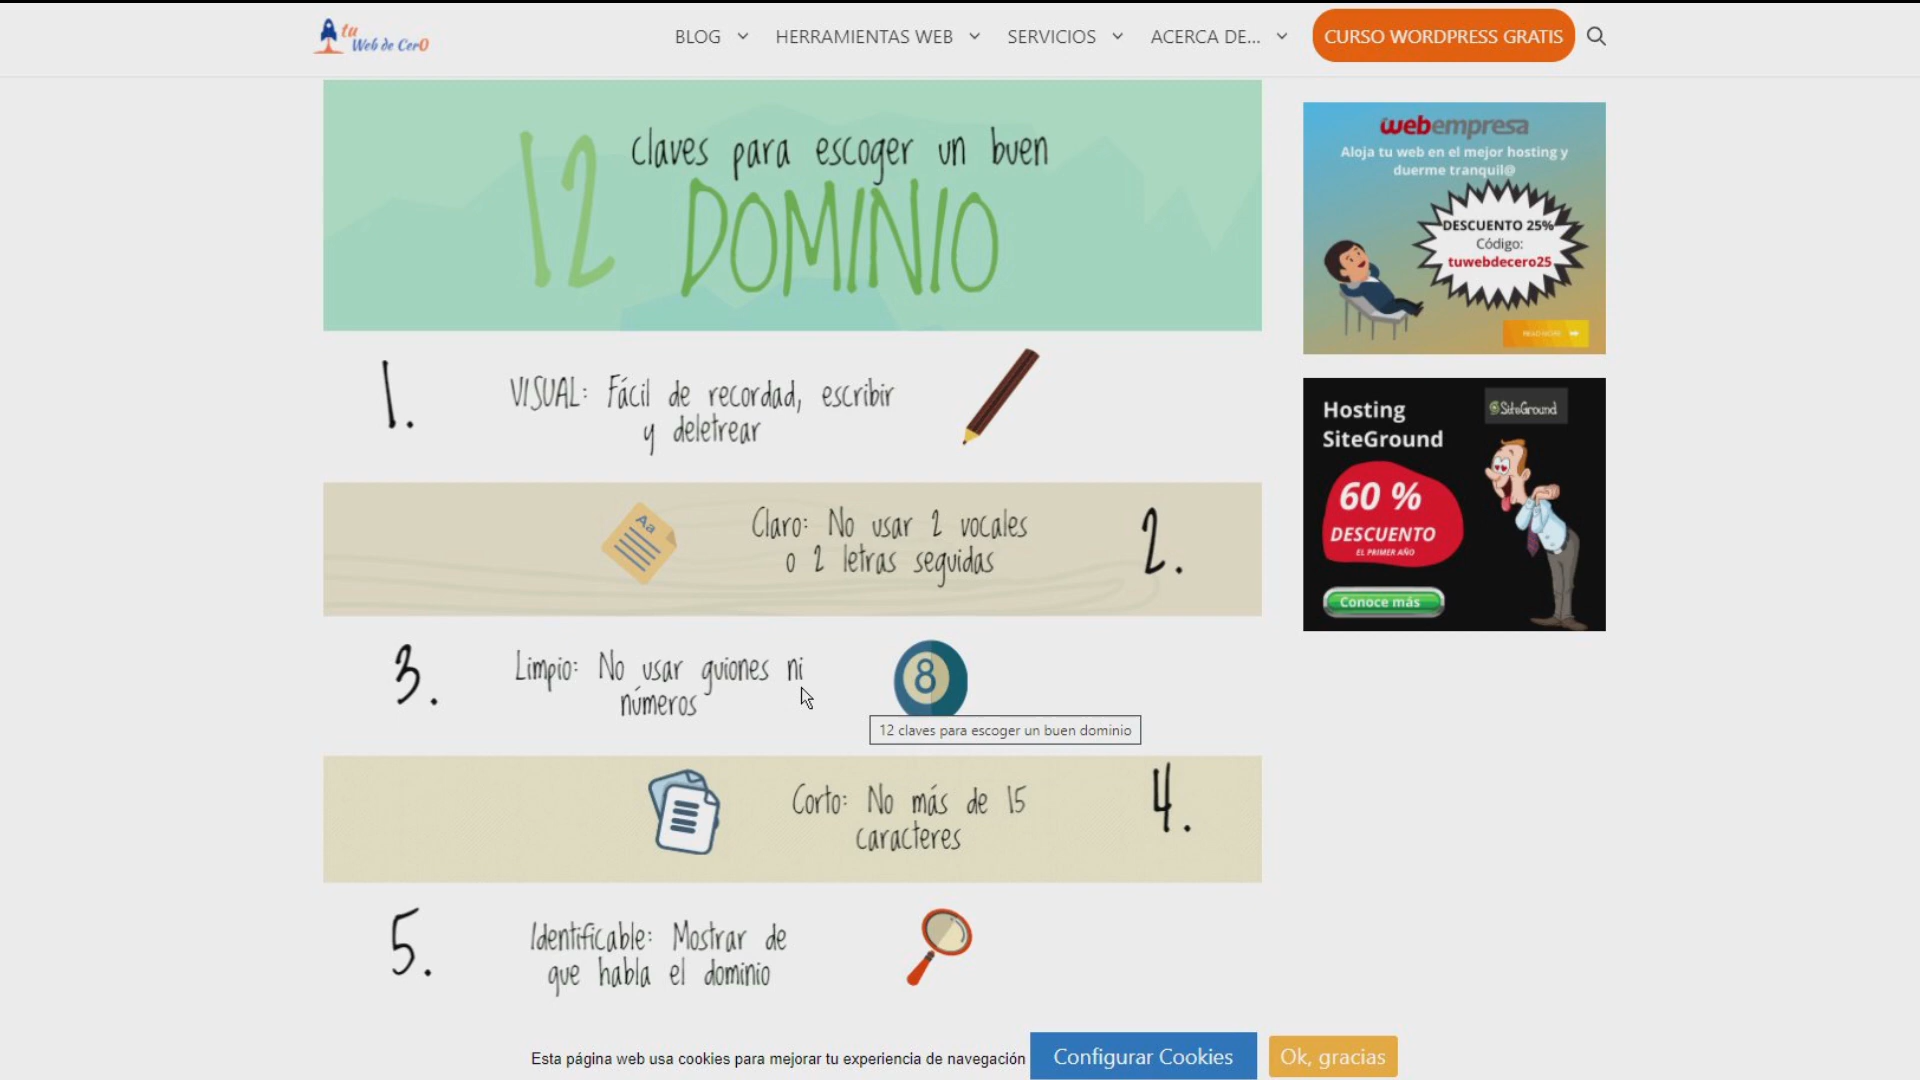 tu
Web de Cer0
BLOG
HERRAMIENTAS WEB
SERVICIOS
ACERCA DE...
CURSO WORDPRESS GRATIS
12 claves para escoger un buen
DOMINIO
1.
VISUAL: Fácil de recordad, escribir
y deletrear
Aa
Claro: No usar 2 vocales
o 2 letras seguidas
2.
3.
Limpio: No usar guiones ni
números
8
12 claves para escoger un buen dominio
Corto: No más de 15
caracteres
4.
5.
Identificable: Mostrar de
que habla el dominio
webempresa
Aloja tu web en el mejor hosting y
duerme tranquil@
DESCUENTO 25%
Código:
tuwebdecero25
READ MORE
Hosting
SiteGround
SiteGround
60 %
DESCUENTO
EL PRIMER AÑO
Conoce más
Esta página web usa cookies para mejorar tu experiencia de navegación
Configurar Cookies
Ok, gracias